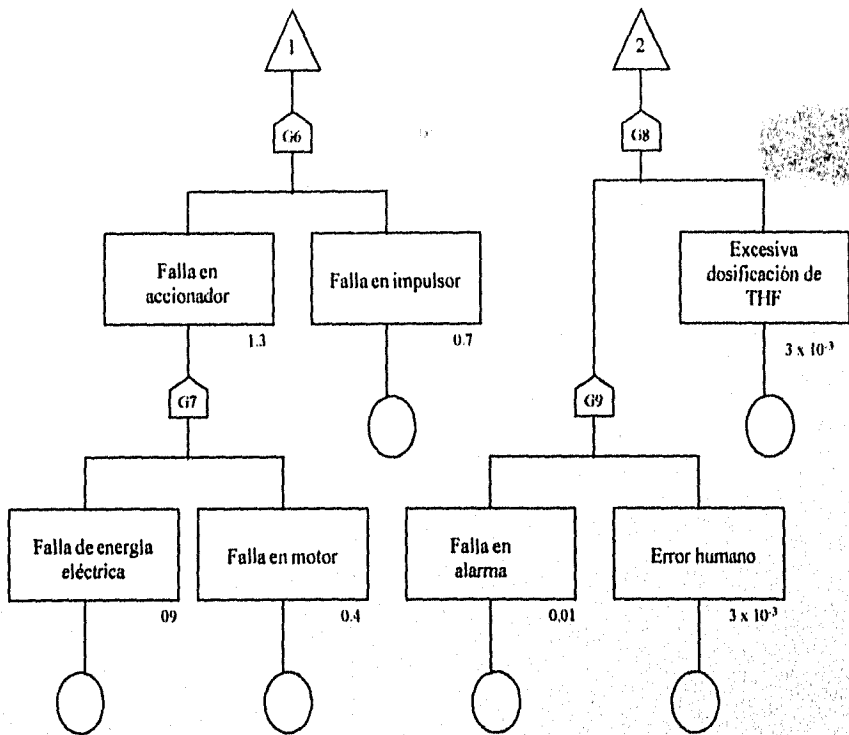 1
2
G6
G8
Falla en
accionador
1.3
Falla en impulsor
0.7
Excesiva
dosificación de
THF
3 x 10⁻³
G7
G9
Falla de energía
eléctrica
09
Falla en motor
0.4
Falla en
alarma
0.01
Error humano
3 x 10⁻³